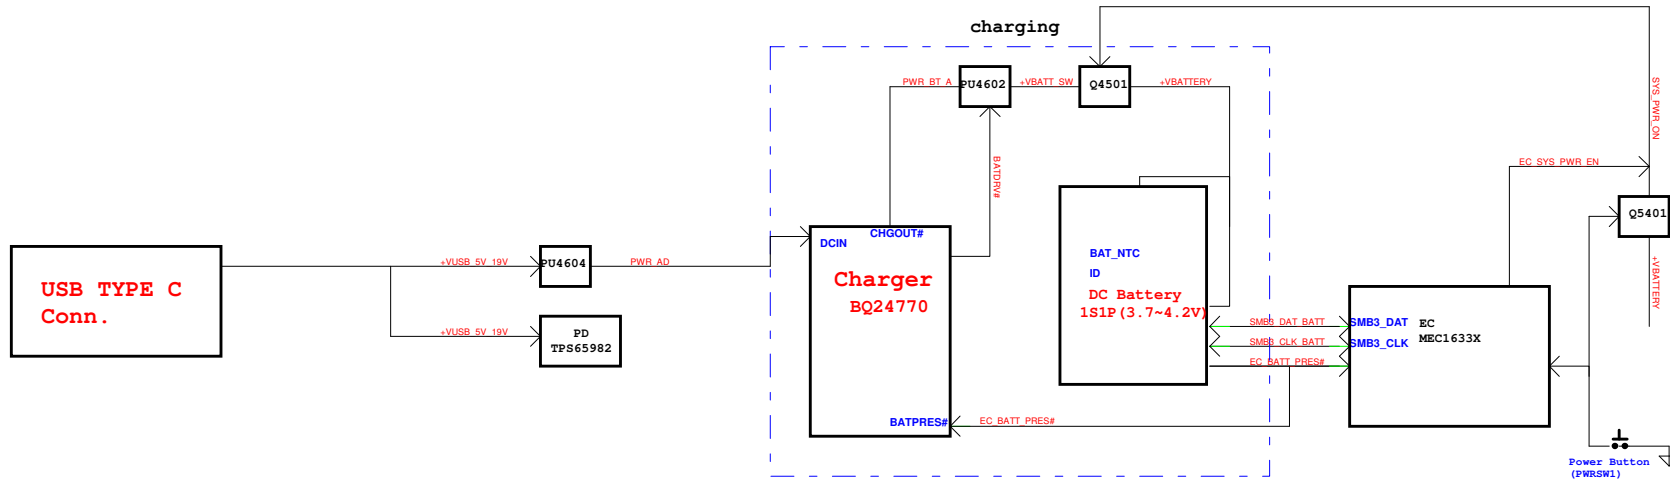 charging
PWR_BT_A
PU4602
+VBATT_SW
Q4501
+VBATTERY
SYS_PWR_ON
BATDRV#
EC_SYS_PWR_EN
Q5401
+VBATTERY
USB TYPE C
Conn.
+VUSB_5V_19V
PU4604
PWR_AD
+VUSB_5V_19V
PD
TPS65982
DCIN
CHGOUT#
Charger
BQ24770
BATPRES#
EC_BATT_PRES#
BAT_NTC
ID
DC Battery
1S1P(3.7~4.2V)
SMB3_DAT_BATT
SMB3_CLK_BATT
EC_BATT_PRES#
SMB3_DAT
SMB3_CLK
EC
MEC1633X
Power Button
(PWRSW1)